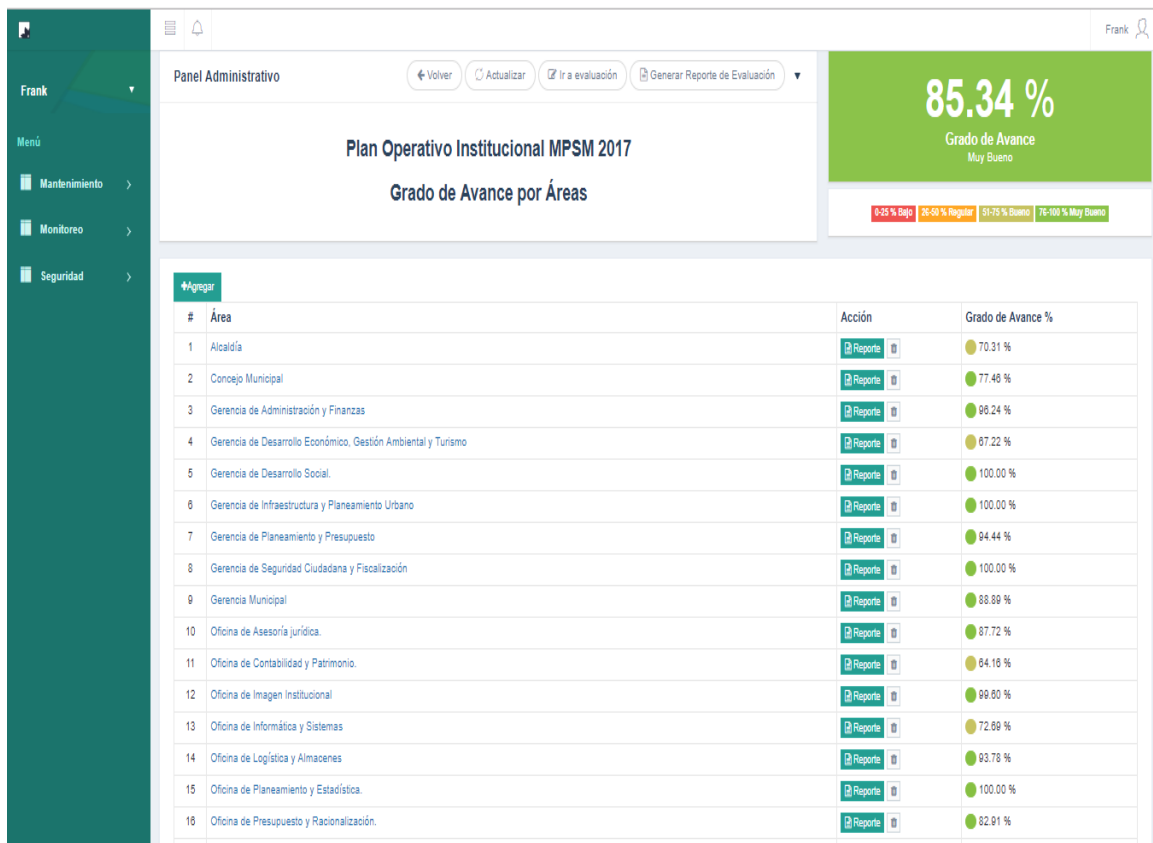 Frank
Frank
Menú
Mantenimiento
Monitoreo
Seguridad
Panel Administrativo
Volver
Actualizar
Ir a evaluación
Generar Reporte de Evaluación
Plan Operativo Institucional MPSM 2017
Grado de Avance por Áreas
85.34 %
Grado de Avance
Muy Bueno
0-25 % Bajo 26-50 % Regular 51-75 % Bueno 76-100 % Muy Bueno
+Agregar
# Área Acción Grado de Avance %
1 Alcaldía Reporte 70.31 %
2 Concejo Municipal Reporte 77.46 %
3 Gerencia de Administración y Finanzas Reporte 96.24 %
4 Gerencia de Desarrollo Económico, Gestión Ambiental y Turismo Reporte 67.22 %
5 Gerencia de Desarrollo Social. Reporte 100.00 %
6 Gerencia de Infraestructura y Planeamiento Urbano Reporte 100.00 %
7 Gerencia de Planeamiento y Presupuesto Reporte 94.44 %
8 Gerencia de Seguridad Ciudadana y Fiscalización Reporte 100.00 %
9 Gerencia Municipal Reporte 88.89 %
10 Oficina de Asesoría jurídica. Reporte 87.72 %
11 Oficina de Contabilidad y Patrimonio. Reporte 64.16 %
12 Oficina de Imagen Institucional Reporte 99.60 %
13 Oficina de Informática y Sistemas Reporte 72.69 %
14 Oficina de Logística y Almacenes Reporte 93.78 %
15 Oficina de Planeamiento y Estadística. Reporte 100.00 %
16 Oficina de Presupuesto y Racionalización. Reporte 82.91 %